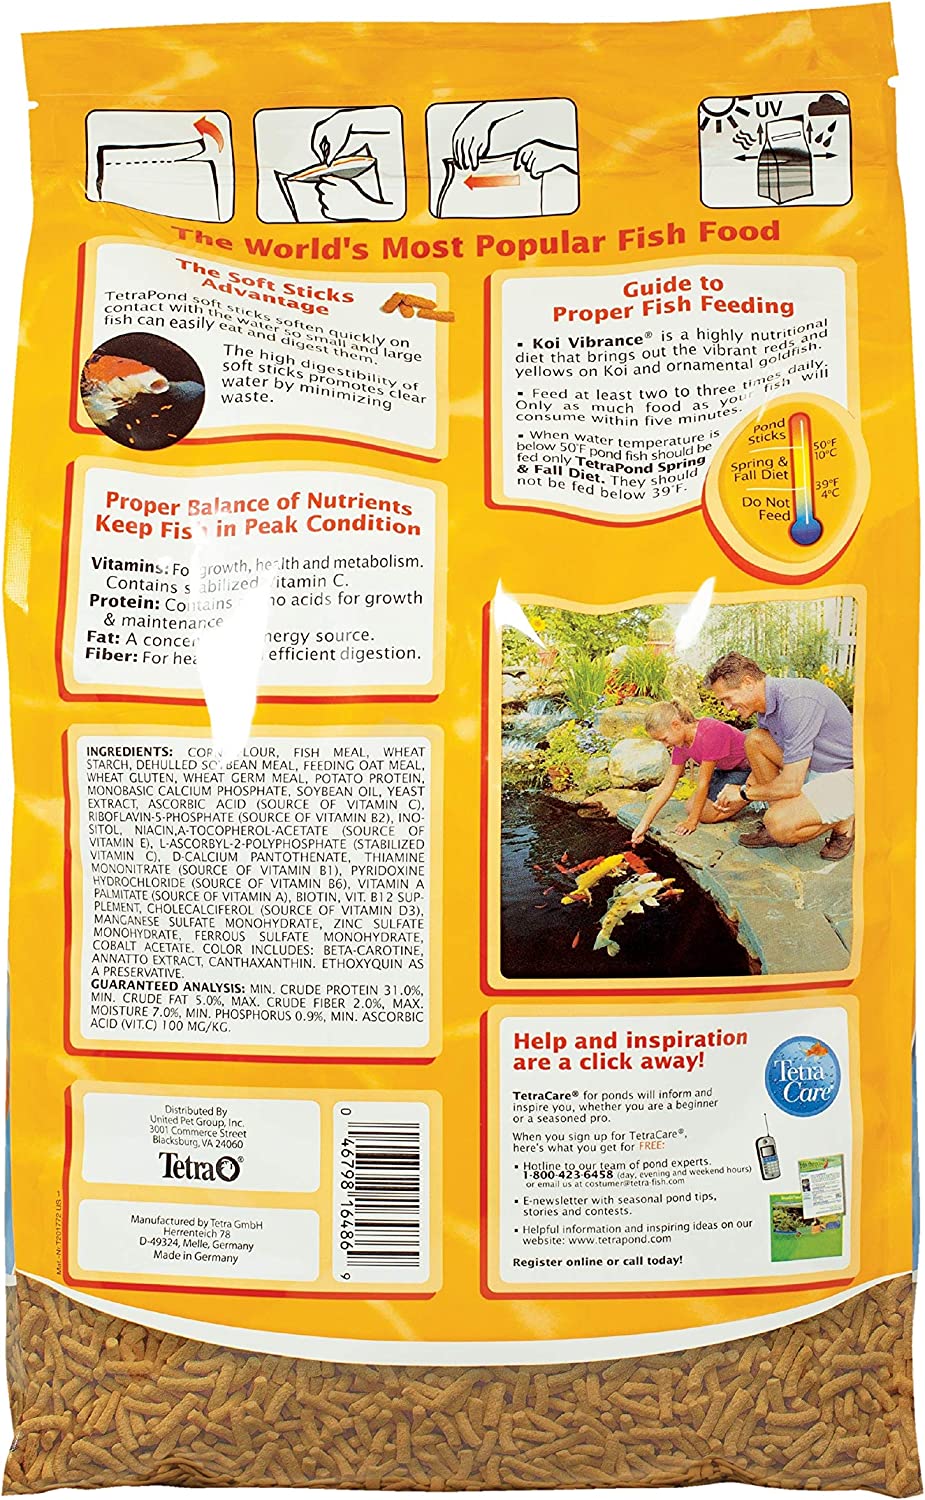 UV
The World's Most Popular Fish Food
The Soft Sticks
Advantage
TetraPond soft sticks soften quickly on
contact with the water so small and large
fish can easily eat and digest them.
The high digestibility of
soft sticks promotes clear
water by minimizing
waste.
Proper Balance of Nutrients
Keep Fish in Peak Condition
Vitamins: For growth, health and metabolism.
Contains stabilized vitamin C.
Protein: Contains amino acids for growth
& maintenance
Fat: A energy source.
Fiber: For efficient digestion.
INGREDIENTS: CORN FLOUR, FISH MEAL, WHEAT
STARCH, DEHULLED SOYBEAN MEAL, FEEDING OAT MEAL,
WHEAT GLUTEN, WHEAT GERM MEAL, POTATO PROTEIN,
MONOBASIC CALCIUM PHOSPHATE, SOYBEAN OIL, YEAST
EXTRACT, ASCORBIC ACID (SOURCE OF VITAMIN C),
RIBOFLAVIN-5-PHOSPHATE (SOURCE OF VITAMIN B2), INO-
SITOL, NIACIN,A-TOCOPHEROL-ACETATE (SOURCE OF
VITAMIN E), L-ASCORBYL-2-POLYPHOSPHATE (STABILIZED
VITAMIN C), D-CALCIUM PANTOTHENATE, THIAMINE
MONONITRATE (SOURCE OF VITAMIN B1), PYRIDOXINE
HYDROCHLORIDE (SOURCE OF VITAMIN B6), VITAMIN A
PALMITATE (SOURCE OF VITAMIN A), BIOTIN, VIT. B12 SUP-
PLEMENT, CHOLECALCIFEROL (SOURCE OF VITAMIN D3),
MANGANESE SULFATE MONOHYDRATE, ZINC SULFATE
MONOHYDRATE, FERROUS SULFATE MONOHYDRATE,
COBALT ACETATE. COLOR INCLUDES: BETA-CAROTINE,
ANNATTO EXTRACT, CANTHAXANTHIN. ETHOXYQUIN AS
A PRESERVATIVE.
GUARANTEED ANALYSIS: MIN. CRUDE PROTEIN 31.0%,
MIN. CRUDE FAT 5.0%, MAX. CRUDE FIBER 2.0%, MAX.
MOISTURE 7.0%, MIN. PHOSPHORUS 0.9%, MIN. ASCORBIC
ACID (VIT.C) 100 MG/KG.
Distributed By
United Pet Group, Inc.
3001 Commerce Street
Blacksburg, VA 24060
Tetra
Manufactured by Tetra GmbH
Herrenteich 78
D-49324, Melle, Germany
Made in Germany
0 46798 16486 9
Mat.-Nr. T201772-US
Guide to
Proper Fish Feeding
▪ Koi Vibrance® is a highly nutritional
diet that brings out the vibrant reds and
yellows on Koi and ornamental goldfish.
▪ Feed at least two to three times daily.
Only as much food as your fish will
consume within five minutes.
▪ When water temperature is
below 50°F pond fish should be
fed only TetraPond Spring
& Fall Diet. They should
not be fed below 39°F.
Pond
Sticks
50°F
10°C
Spring &
Fall Diet
39°F
4°C
Do Not
Feed
Help and inspiration
are a click away!
Tetra
Care®
TetraCare® for ponds will inform and
inspire you, whether you are a beginner
or a seasoned pro.
When you sign up for TetraCare®,
here's what you get for FREE:
▪ Hotline to our team of pond experts.
1-800-423-6458 (day, evening and weekend hours)
or email us at costumer@tetra-fish.com
▪ E-newsletter with seasonal pond tips,
stories and contests.
▪ Helpful information and inspiring ideas on our
website: www.tetrapond.com
Register online or call today!